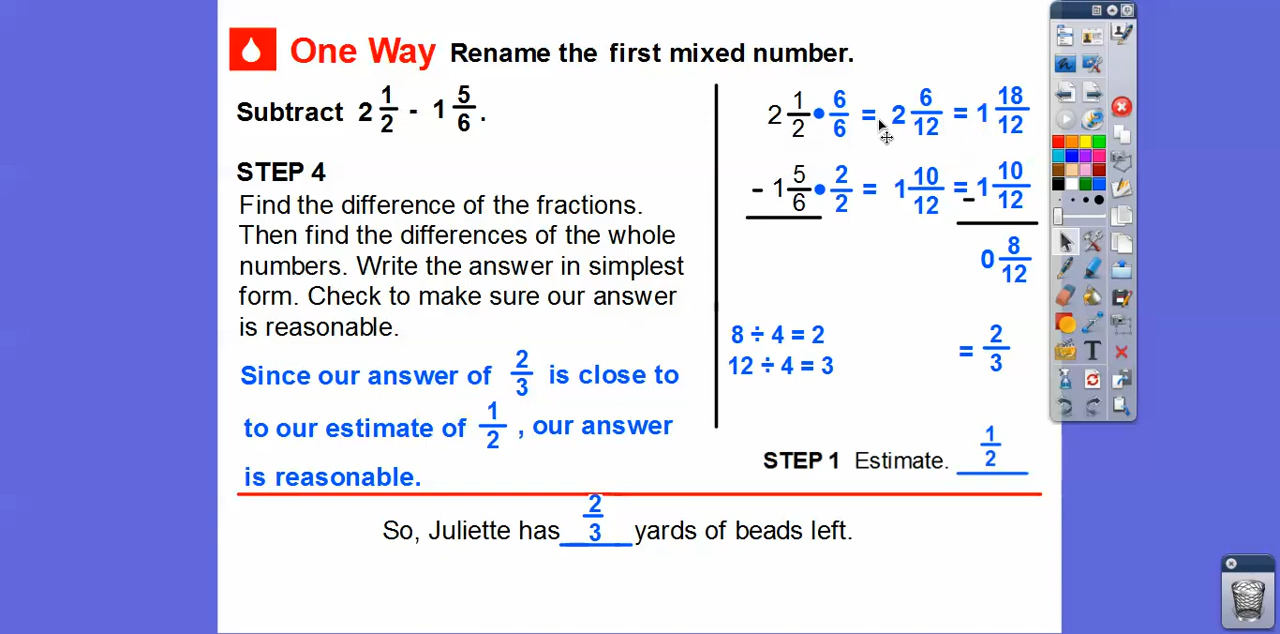 One Way Rename the first mixed number.
Subtract 2 1/2 - 1 5/6 .
STEP 4
Find the difference of the fractions.
Then find the differences of the whole
numbers. Write the answer in simplest
form. Check to make sure our answer
is reasonable.
Since our answer of 2/3 is close to
to our estimate of 1/2 , our answer
is reasonable.
2 1/2 • 6/6 = 2 6/12 = 1 18/12
- 1 5/6 • 2/2 = 1 10/12 = - 1 10/12
0 8/12
8 ÷ 4 = 2
12 ÷ 4 = 3
= 2/3
STEP 1 Estimate. 1/2
So, Juliette has 2/3 yards of beads left.
T